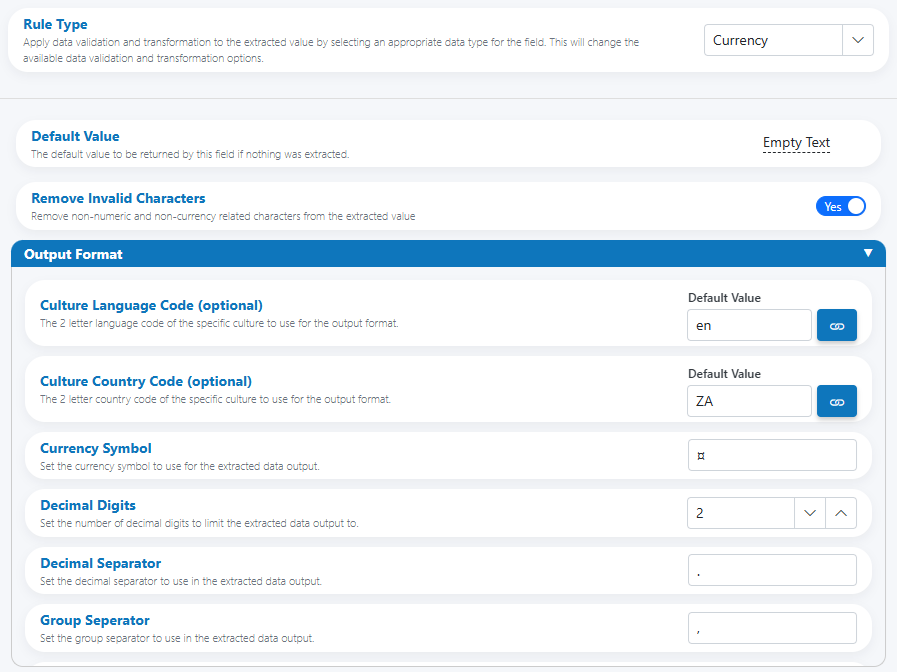 Rule Type
Apply data validation and transformation to the extracted value by selecting an appropriate data type for the field. This will change the
available data validation and transformation options.
Currency
Default Value
The default value to be returned by this field if nothing was extracted.
Empty Text
Remove Invalid Characters
Remove non-numeric and non-currency related characters from the extracted value
Yes
Output Format
▼
Culture Language Code (optional)
The 2 letter language code of the specific culture to use for the output format.
Default Value
en
Culture Country Code (optional)
The 2 letter country code of the specific culture to use for the output format.
Default Value
ZA
Currency Symbol
Set the currency symbol to use for the extracted data output.
¤
Decimal Digits
Set the number of decimal digits to limit the extracted data output to.
2
Decimal Separator
Set the decimal separator to use in the extracted data output.
.
Group Seperator
Set the group separator to use in the extracted data output.
,